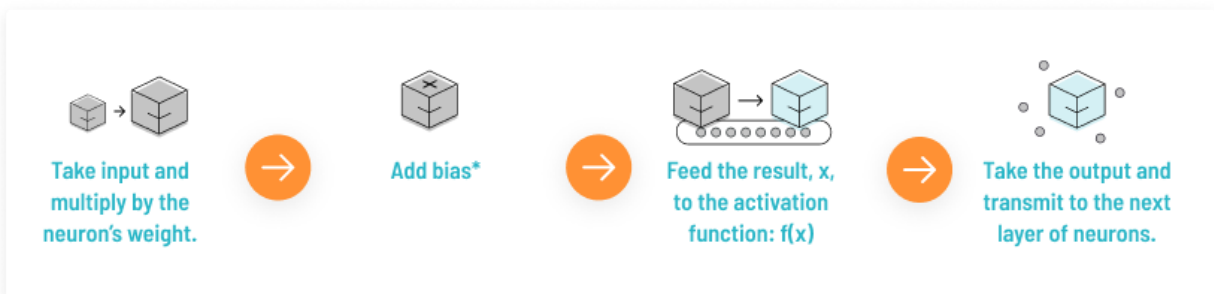 Take input and
multiply by the
neuron's weight.
Add bias*
Feed the result, x,
to the activation
function: f(x)
Take the output and
transmit to the next
layer of neurons.